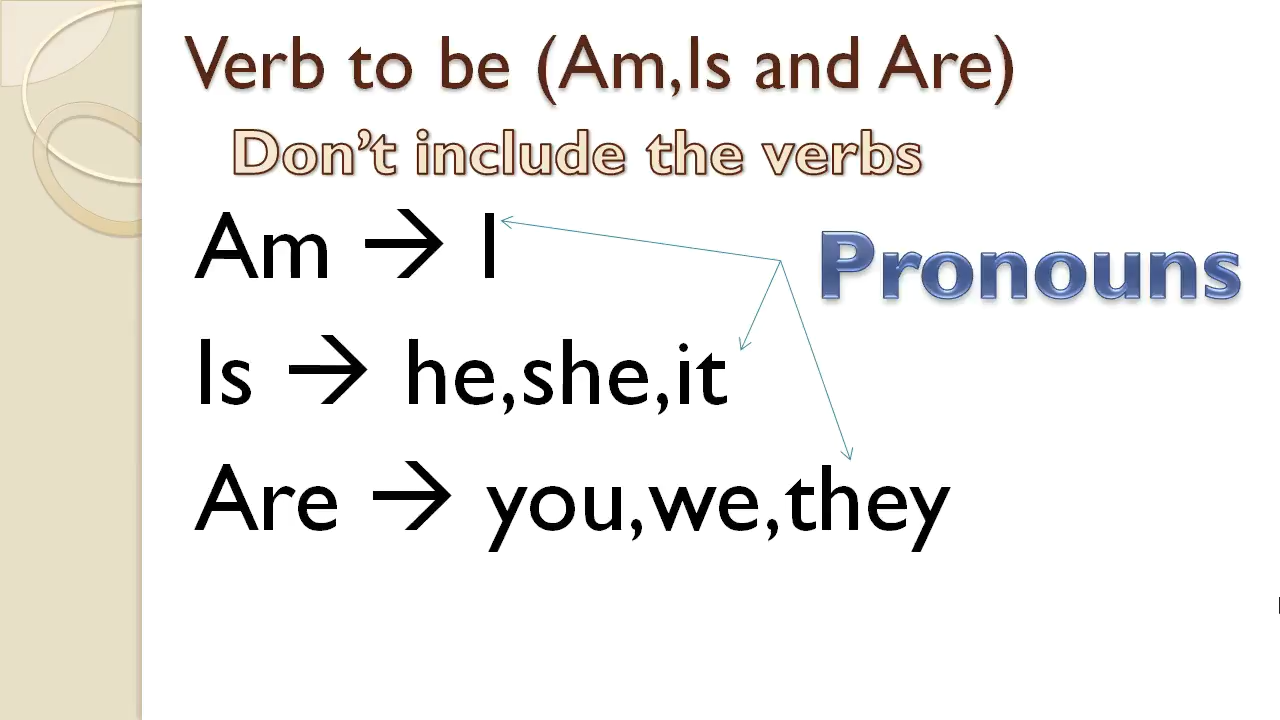 Verb to be (Am,Is and Are)
Don't include the verbs
Am → I
Pronouns
Is → he,she,it
Are → you,we,they